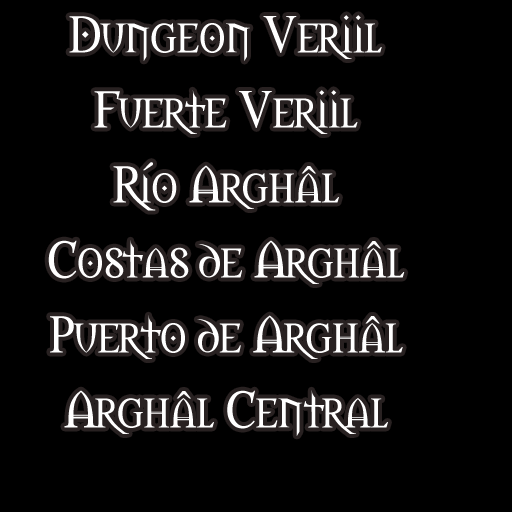 Dungeon Veriil
Fuerte Veriil
Río Arghâl
Costas de Arghâl
Puerto de Arghâl
Arghâl Central